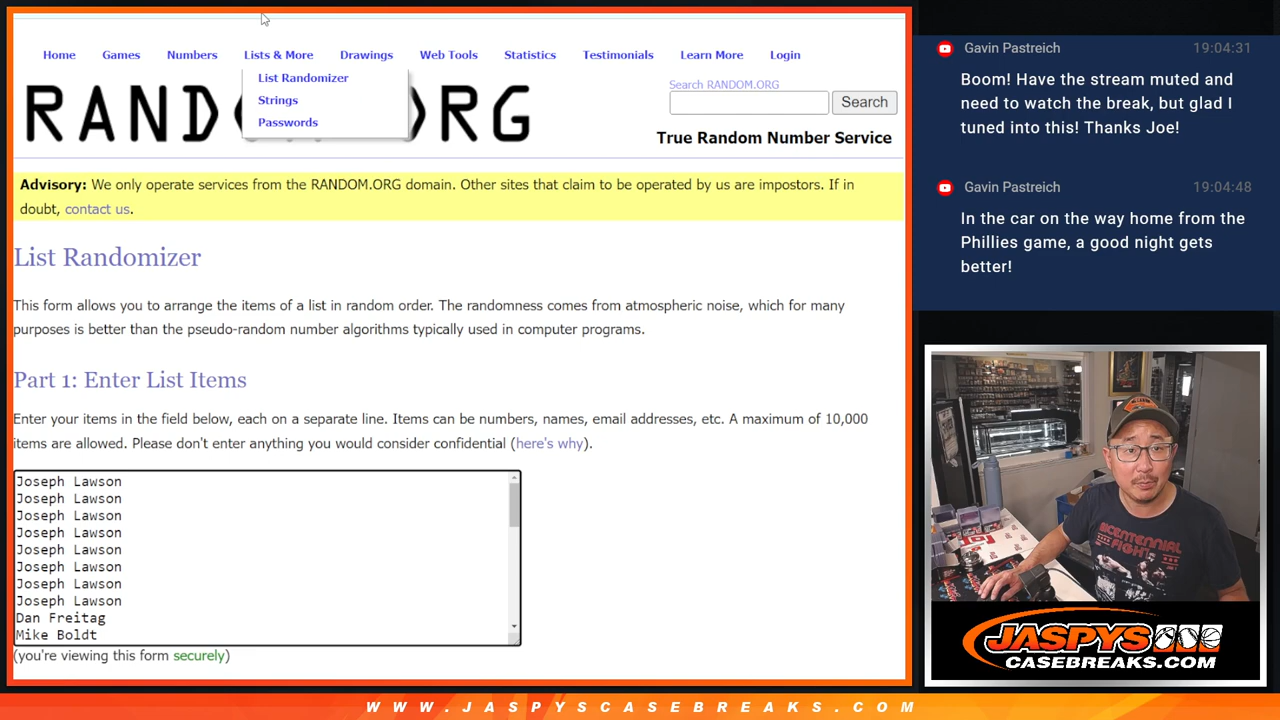 Home Games Numbers Lists & More Drawings Web Tools Statistics Testimonials Learn More Login
List Randomizer
Strings
Passwords
Search RANDOM.ORG
Search
True Random Number Service
Advisory: We only operate services from the RANDOM.ORG domain. Other sites that claim to be operated by us are impostors. If in
doubt, contact us.
List Randomizer
This form allows you to arrange the items of a list in random order. The randomness comes from atmospheric noise, which for many
purposes is better than the pseudo-random number algorithms typically used in computer programs.
Part 1: Enter List Items
Enter your items in the field below, each on a separate line. Items can be numbers, names, email addresses, etc. A maximum of 10,000
items are allowed. Please don't enter anything you would consider confidential (here's why).
Joseph Lawson
Joseph Lawson
Joseph Lawson
Joseph Lawson
Joseph Lawson
Joseph Lawson
Joseph Lawson
Joseph Lawson
Dan Freitag
Mike Boldt
(you're viewing this form securely)
Gavin Pastreich 19:04:31
Boom! Have the stream muted and
need to watch the break, but glad I
tuned into this! Thanks Joe!
Gavin Pastreich 19:04:48
In the car on the way home from the
Phillies game, a good night gets
better!
BICENTENNIAL
FIGHT
JASPYS
CASEBREAKS.COM
WWW.JASPYSCASEBREAKS.COM